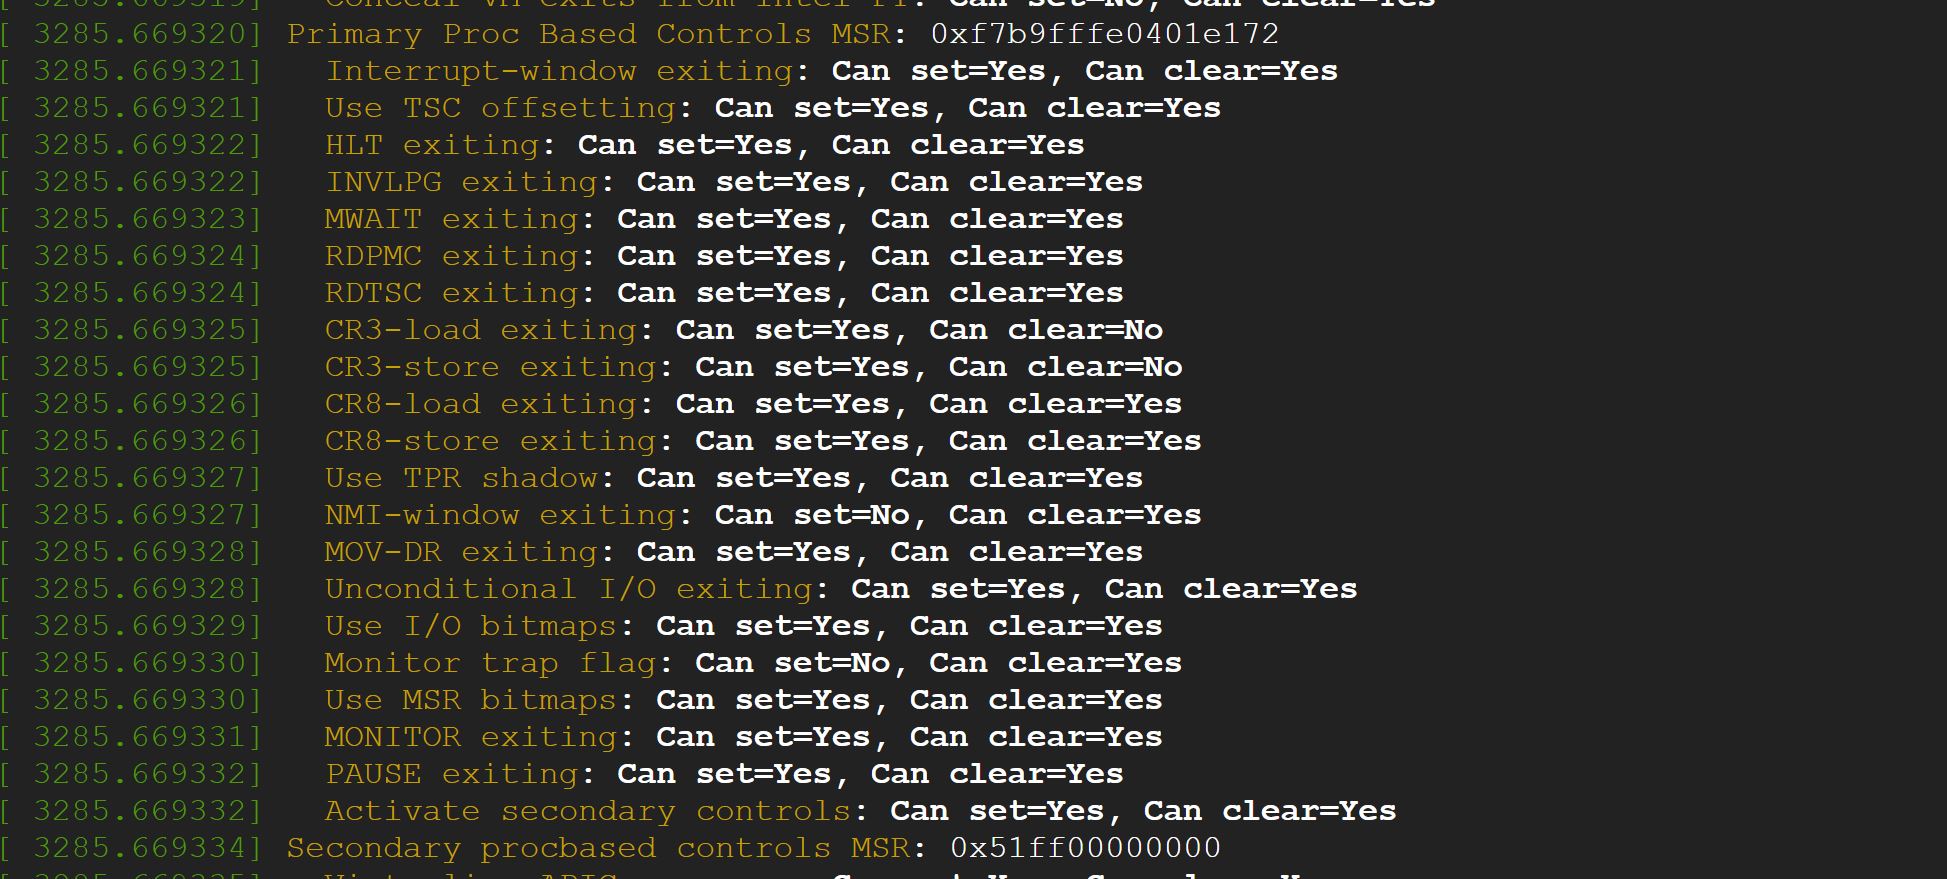 [ 3285.669319] Conceal VM exits from Intel PT: Can set=No, Can clear=Yes
[ 3285.669320] Primary Proc Based Controls MSR: 0xf7b9fffe0401e172
[ 3285.669321] Interrupt-window exiting: Can set=Yes, Can clear=Yes
[ 3285.669321] Use TSC offsetting: Can set=Yes, Can clear=Yes
[ 3285.669322] HLT exiting: Can set=Yes, Can clear=Yes
[ 3285.669322] INVLPG exiting: Can set=Yes, Can clear=Yes
[ 3285.669323] MWAIT exiting: Can set=Yes, Can clear=Yes
[ 3285.669324] RDPMC exiting: Can set=Yes, Can clear=Yes
[ 3285.669324] RDTSC exiting: Can set=Yes, Can clear=Yes
[ 3285.669325] CR3-load exiting: Can set=Yes, Can clear=No
[ 3285.669325] CR3-store exiting: Can set=Yes, Can clear=No
[ 3285.669326] CR8-load exiting: Can set=Yes, Can clear=Yes
[ 3285.669326] CR8-store exiting: Can set=Yes, Can clear=Yes
[ 3285.669327] Use TPR shadow: Can set=Yes, Can clear=Yes
[ 3285.669327] NMI-window exiting: Can set=No, Can clear=Yes
[ 3285.669328] MOV-DR exiting: Can set=Yes, Can clear=Yes
[ 3285.669328] Unconditional I/O exiting: Can set=Yes, Can clear=Yes
[ 3285.669329] Use I/O bitmaps: Can set=Yes, Can clear=Yes
[ 3285.669330] Monitor trap flag: Can set=No, Can clear=Yes
[ 3285.669330] Use MSR bitmaps: Can set=Yes, Can clear=Yes
[ 3285.669331] MONITOR exiting: Can set=Yes, Can clear=Yes
[ 3285.669332] PAUSE exiting: Can set=Yes, Can clear=Yes
[ 3285.669332] Activate secondary controls: Can set=Yes, Can clear=Yes
[ 3285.669334] Secondary procbased controls MSR: 0x51ff00000000